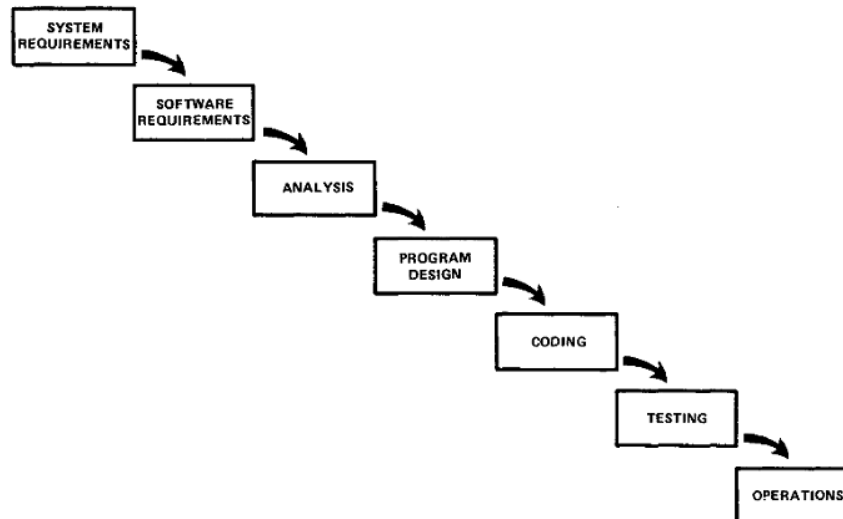 SYSTEM
REQUIREMENTS
SOFTWARE
REQUIREMENTS
ANALYSIS
PROGRAM
DESIGN
CODING
TESTING
OPERATIONS